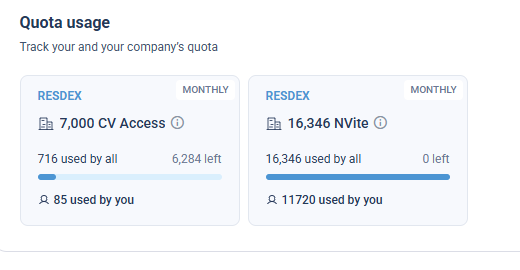 Quota usage
Track your and your company's quota
MONTHLY
RESDEX
7,000 CV Access
716 used by all 6,284 left
85 used by you
MONTHLY
RESDEX
16,346 NVite
16,346 used by all 0 left
11720 used by you